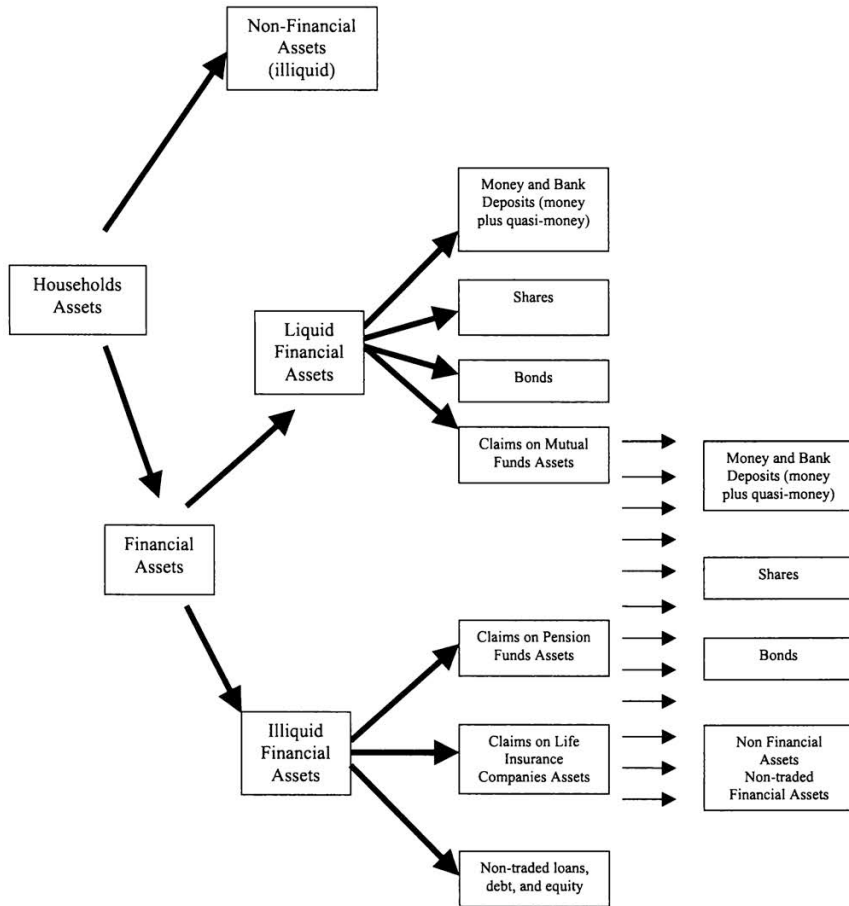 Non-Financial
Assets
(illiquid)
Money and Bank
Deposits (money
plus quasi-money)
Households
Assets
Shares
Liquid
Financial
Assets
Bonds
Claims on Mutual
Funds Assets
Money and Bank
Deposits (money
plus quasi-money)
Financial
Assets
Shares
Claims on Pension
Funds Assets
Bonds
Illiquid
Financial
Assets
Claims on Life
Insurance
Companies Assets
Non Financial
Assets
Non-traded
Financial Assets
Non-traded loans,
debt, and equity